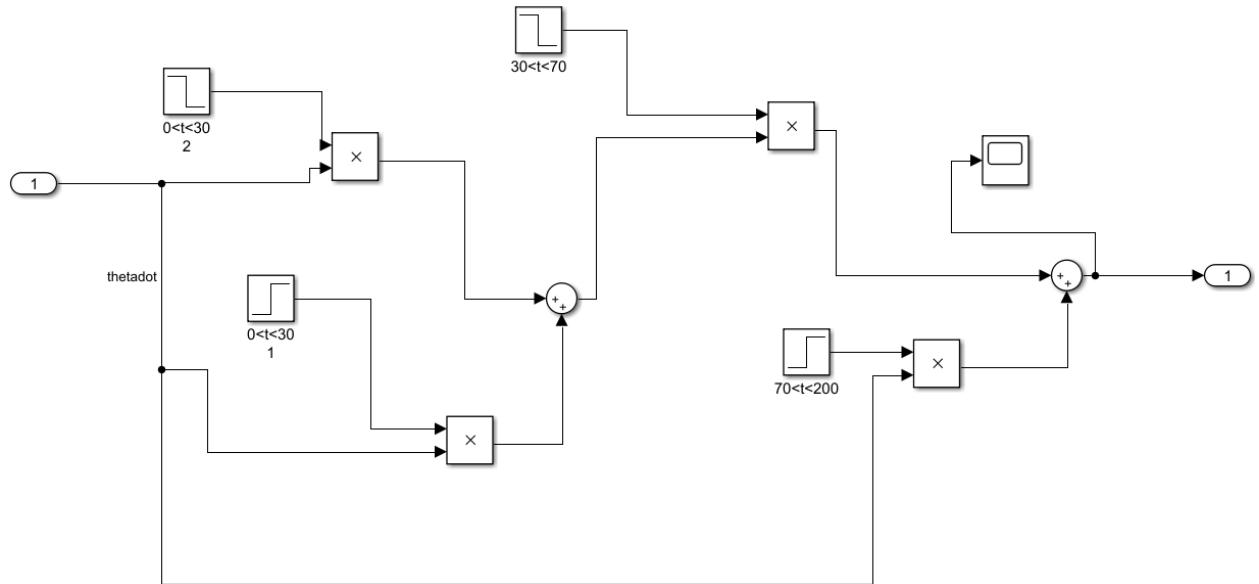 30<t<70
0<t<30
2
×
×
1
thetadot
0<t<30
1
+
+
+
+
1
70<t<200
×
×